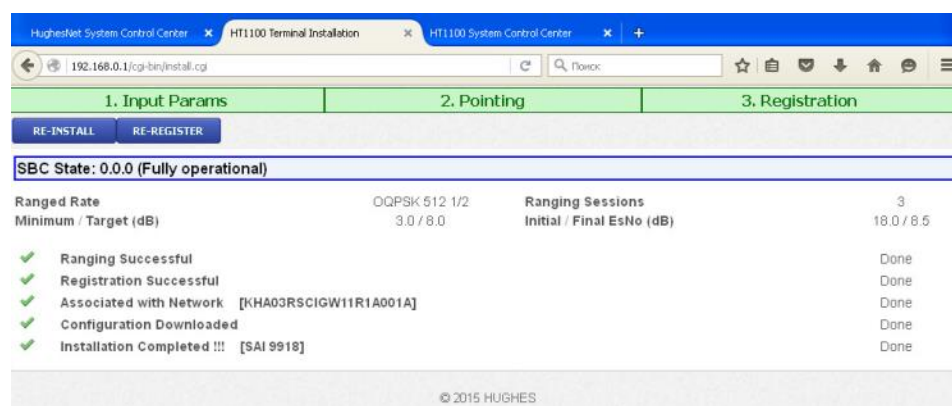 HughesNet System Control Center
HT1100 Terminal Installation
HT1100 System Control Center
192.168.0.1/cgi-bin/install.cgi
Поиск
1. Input Params
2. Pointing
3. Registration
RE-INSTALL
RE-REGISTER
SBC State: 0.0.0 (Fully operational)
Ranged Rate OQPSK 512 1/2 Ranging Sessions 3
Minimum / Target (dB) 3.0 / 8.0 Initial / Final EsNo (dB) 18.0 / 8.5
Ranging Successful Done
Registration Successful Done
Associated with Network [KHA03RSCIGW11R1A001A] Done
Configuration Downloaded Done
Installation Completed !!! [SAI 9918] Done
© 2015 HUGHES